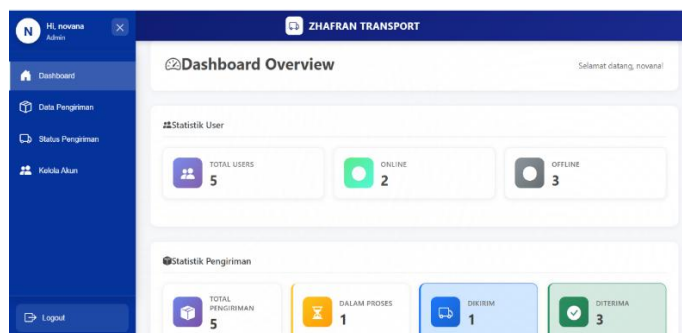 N
Hi, novana
Admin
ZHAFRAN TRANSPORT
Dashboard
Data Pengiriman
Status Pengiriman
Kelola Akun
Logout
Dashboard Overview
Selamat datang, novana!
Statistik User
TOTAL USERS
5
ONLINE
2
OFFLINE
3
Statistik Pengiriman
TOTAL
PENGIRIMAN
5
DALAM PROSES
1
DIKIRIM
1
DITERIMA
3